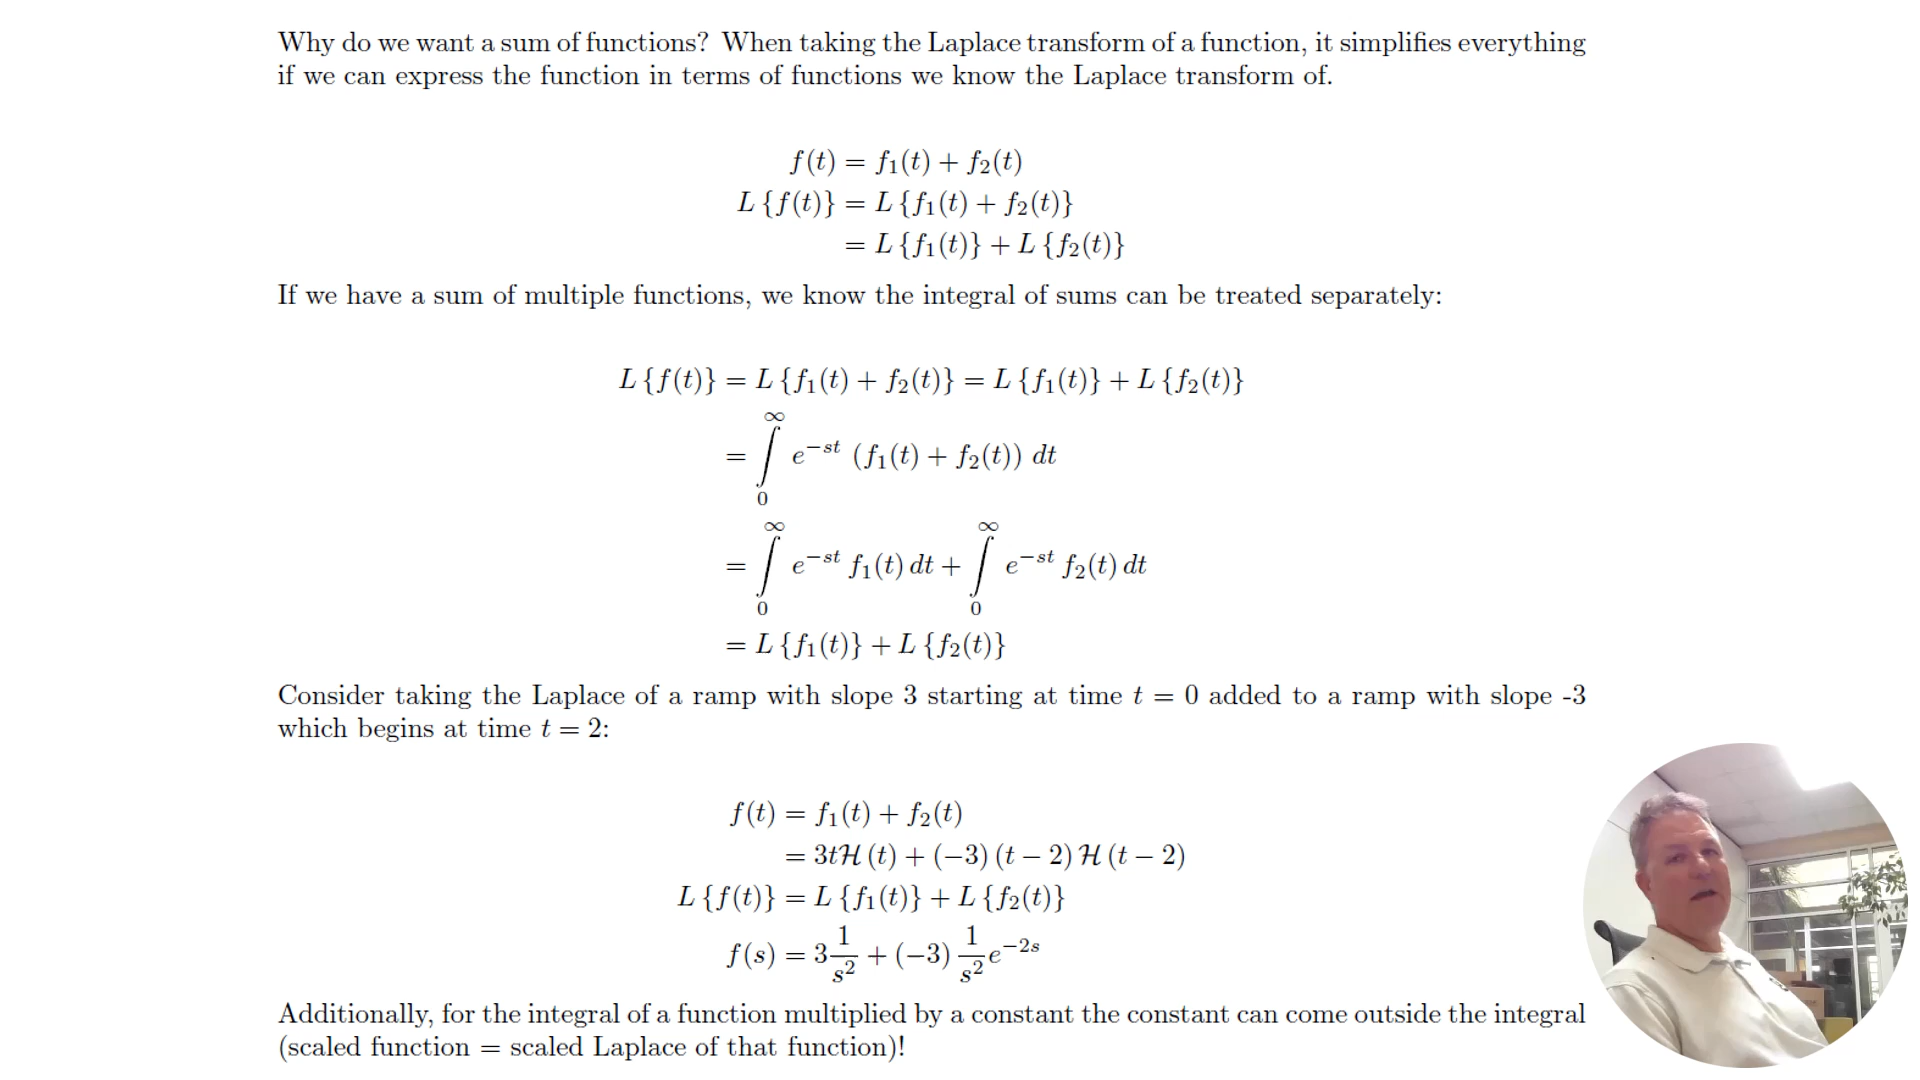 Why do we want a sum of functions? When taking the Laplace transform of a function, it simplifies everything
if we can express the function in terms of functions we know the Laplace transform of.
f(t) = f₁(t) + f₂(t)
L {f(t)} = L {f₁(t) + f₂(t)}
= L {f₁(t)} + L {f₂(t)}
If we have a sum of multiple functions, we know the integral of sums can be treated separately:
L {f(t)} = L {f₁(t) + f₂(t)} = L {f₁(t)} + L {f₂(t)}
= ∫₀^∞ e^{−st} (f₁(t) + f₂(t)) dt
= ∫₀^∞ e^{−st} f₁(t) dt + ∫₀^∞ e^{−st} f₂(t) dt
= L {f₁(t)} + L {f₂(t)}
Consider taking the Laplace of a ramp with slope 3 starting at time t = 0 added to a ramp with slope -3
which begins at time t = 2:
f(t) = f₁(t) + f₂(t)
= 3tℋ (t) + (−3) (t − 2) ℋ (t − 2)
L {f(t)} = L {f₁(t)} + L {f₂(t)}
f(s) = 3 1/s² + (−3) 1/s² e^{−2s}
Additionally, for the integral of a function multiplied by a constant the constant can come outside the integral
(scaled function = scaled Laplace of that function)!